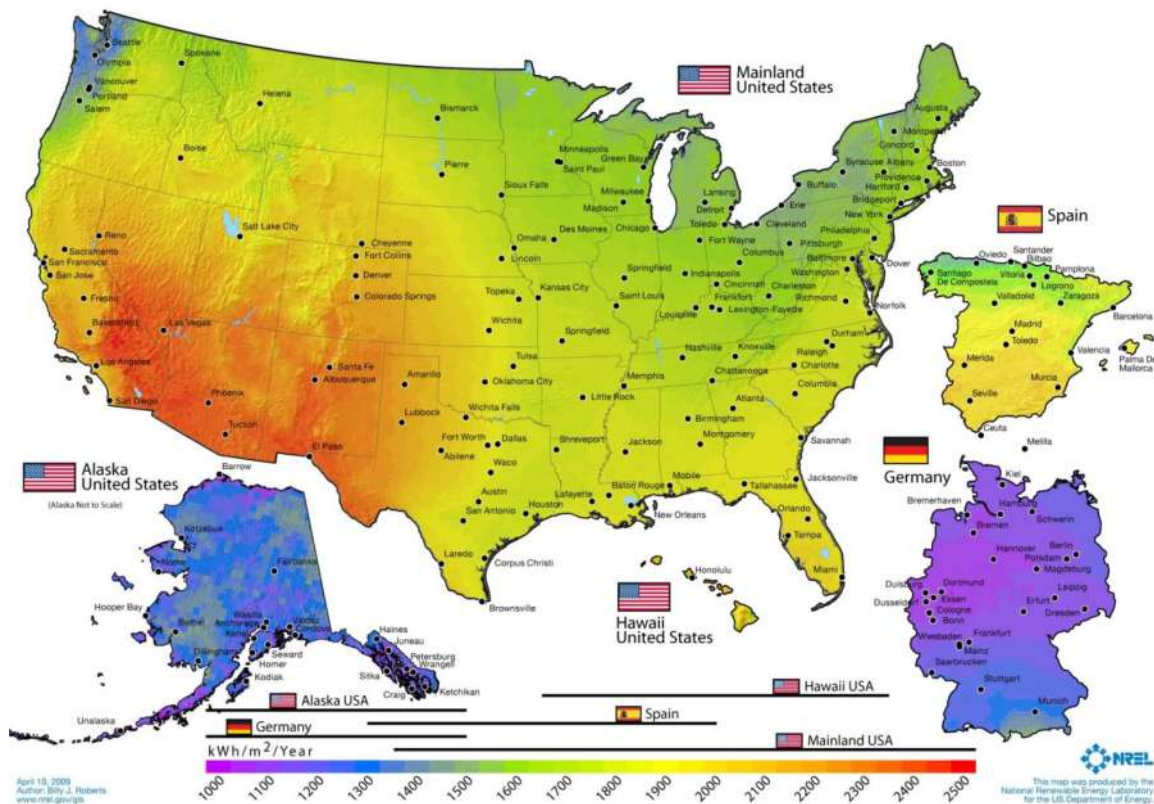 Mainland
United States
Seattle
Olympia
Spokane
Vancouver
Portland
Salem
Helena
Bismarck
Boise
Pierre
Minneapolis
Saint Paul
Green Bay
Augusta
Montpelier
Concord
Boston
Syracuse
Albany
Providence
Hartford
Bridgeport
New York
Buffalo
Erie
Lansing
Detroit
Milwaukee
Madison
Sioux Falls
Chicago
Toledo
Cleveland
Philadelphia
Pittsburgh
Reno
Sacramento
San Francisco
San Jose
Salt Lake City
Cheyenne
Fort Collins
Denver
Colorado Springs
Omaha
Lincoln
Des Moines
Fort Wayne
Columbus
Baltimore
Washington
Dover
Springfield
Indianapolis
Cincinnati
Charleston
Topeka
Kansas City
Saint Louis
Frankfort
Louisville
Lexington-Fayette
Richmond
Norfolk
Fresno
Bakersfield
Las Vegas
Wichita
Springfield
Durham
Raleigh
Nashville
Knoxville
Charlotte
Los Angeles
Santa Fe
Albuquerque
Amarillo
Tulsa
Oklahoma City
Memphis
Chattanooga
Columbia
San Diego
Phoenix
Tucson
Lubbock
Wichita Falls
Little Rock
Atlanta
Birmingham
El Paso
Fort Worth
Dallas
Abilene
Shreveport
Jackson
Montgomery
Savannah
Waco
Austin
San Antonio
Houston
Lafayette
Baton Rouge
Mobile
New Orleans
Tallahassee
Jacksonville
Orlando
Tampa
Laredo
Corpus Christi
Brownsville
Miami
Spain
Oviedo
Santander
Bilbao
Santiago
De Compostela
Vitoria
Pamplona
Logrono
Valladolid
Zaragoza
Barcelona
Madrid
Toledo
Valencia
Palma De
Mallorca
Merida
Murcia
Seville
Ceuta
Melilla
Alaska
United States
(Alaska Not to Scale)
Barrow
Kotzebue
Nome
Fairbanks
Hooper Bay
Bethel
Wasilla
Anchorage
Kenai
Valdez
Cordova
Dillingham
Seward
Homer
Kodiak
Unalaska
Haines
Juneau
Sitka
Petersburg
Wrangell
Craig
Ketchikan
Honolulu
Hawaii
United States
Germany
Kiel
Bremerhaven
Hamburg
Schwerin
Bremen
Hannover
Berlin
Potsdam
Magdeburg
Duisburg
Dortmund
Essen
Dusseldorf
Cologne
Bonn
Leipzig
Erfurt
Dresden
Wiesbaden
Frankfurt
Mainz
Saarbrucken
Stuttgart
Munich
Alaska USA
Hawaii USA
Germany
Spain
Mainland USA
kWh/m²/Year
1000 1100 1200 1300 1400 1500 1600 1700 1800 1900 2000 2100 2200 2300 2400 2500
April 10, 2009
Author: Billy J. Roberts
www.nrel.gov/gis
NREL
This map was produced by the
National Renewable Energy Laboratory
for the US Department of Energy.